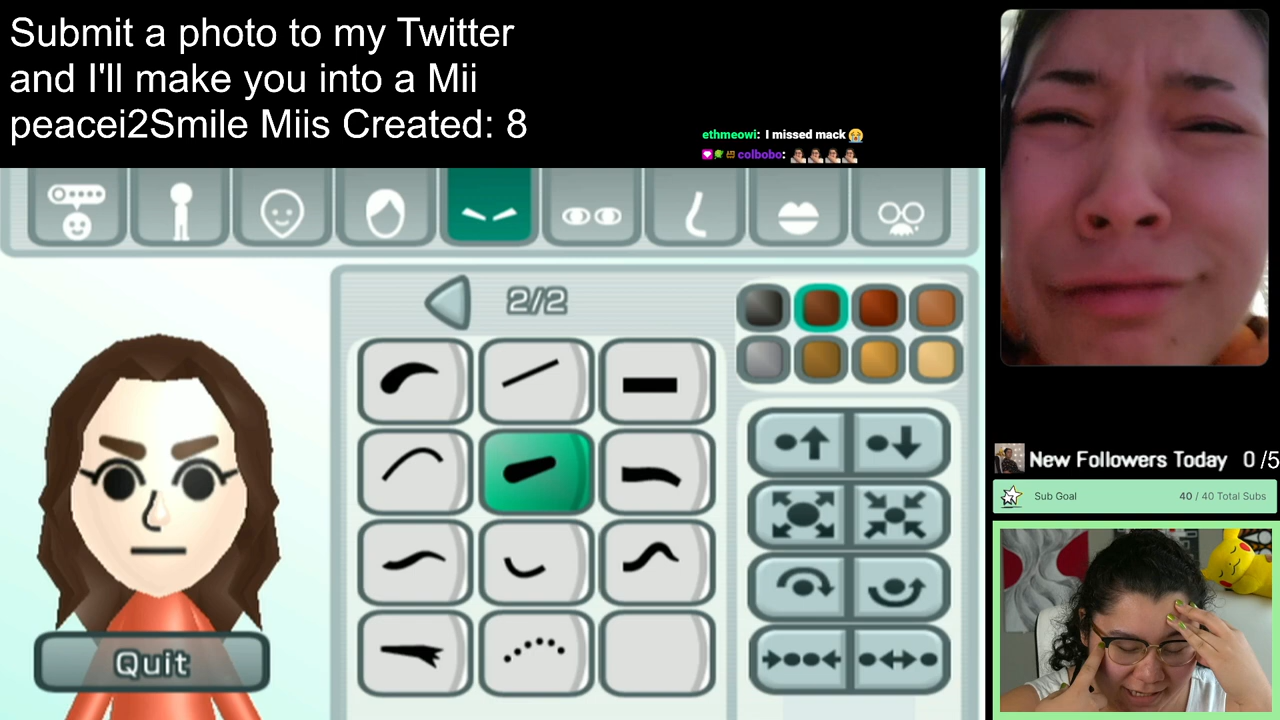 Submit a photo to my Twitter
and I'll make you into a Mii
peacei2Smile Miis Created: 8
ethmeowi: I missed mack
colbobo:
2/2
New Followers Today 0 /5
Sub Goal 40 / 40 Total Subs
Quit